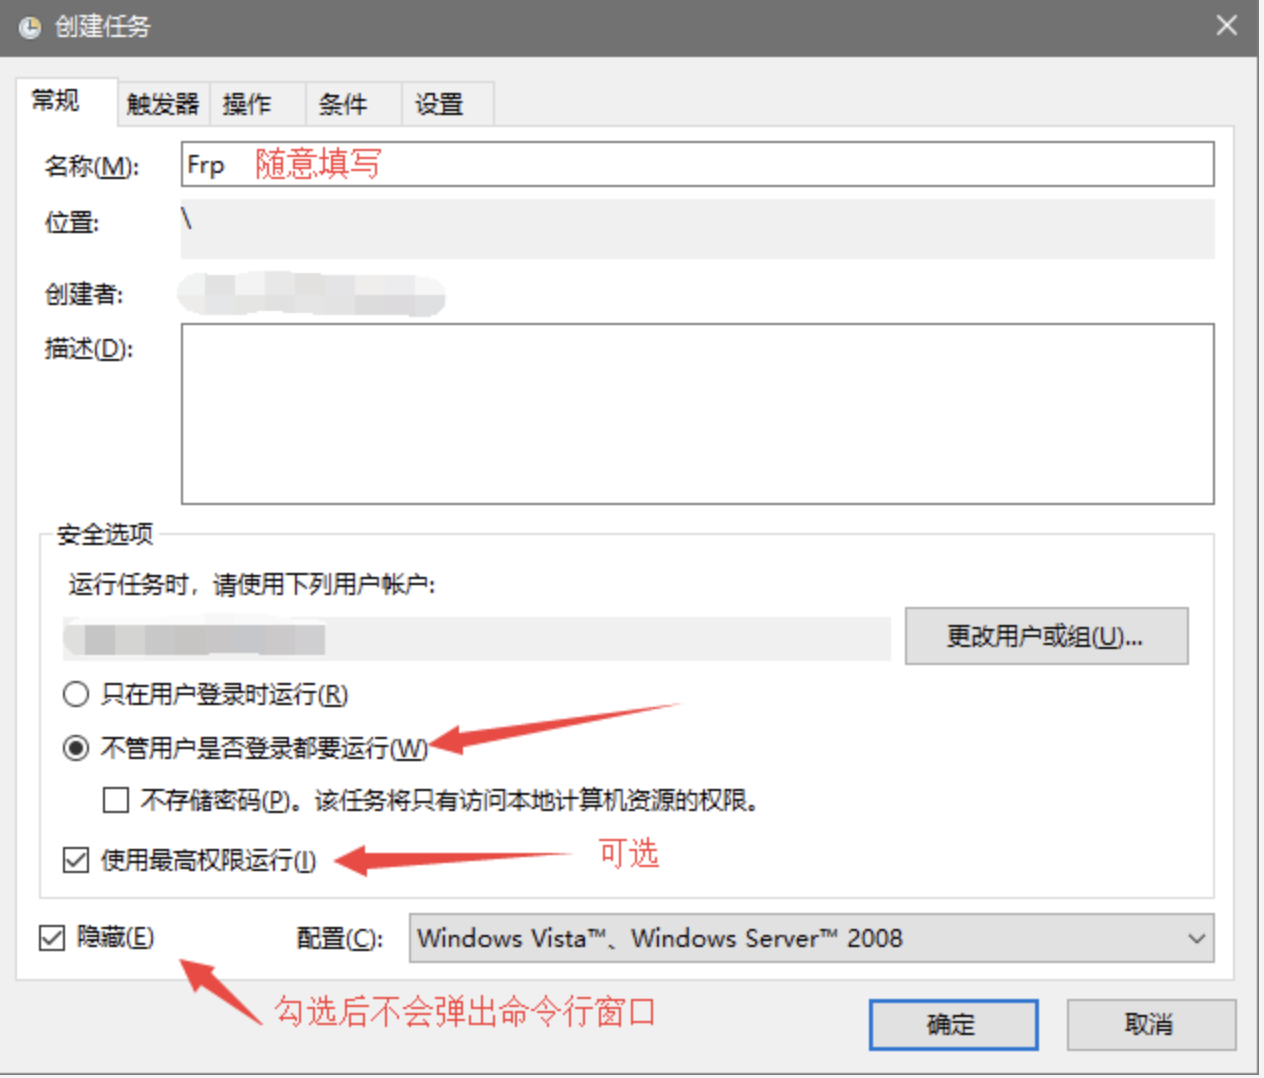 创建任务
常规 触发器 操作 条件 设置
名称(M): Frp 随意填写
位置: \
创建者:
描述(D):
安全选项
运行任务时，请使用下列用户帐户:
更改用户或组(U)...
只在用户登录时运行(R)
不管用户是否登录都要运行(W)
不存储密码(P)。该任务将只有访问本地计算机资源的权限。
使用最高权限运行(I) 可选
隐藏(E) 配置(C): Windows Vista™、Windows Server™ 2008
勾选后不会弹出命令行窗口
确定 取消